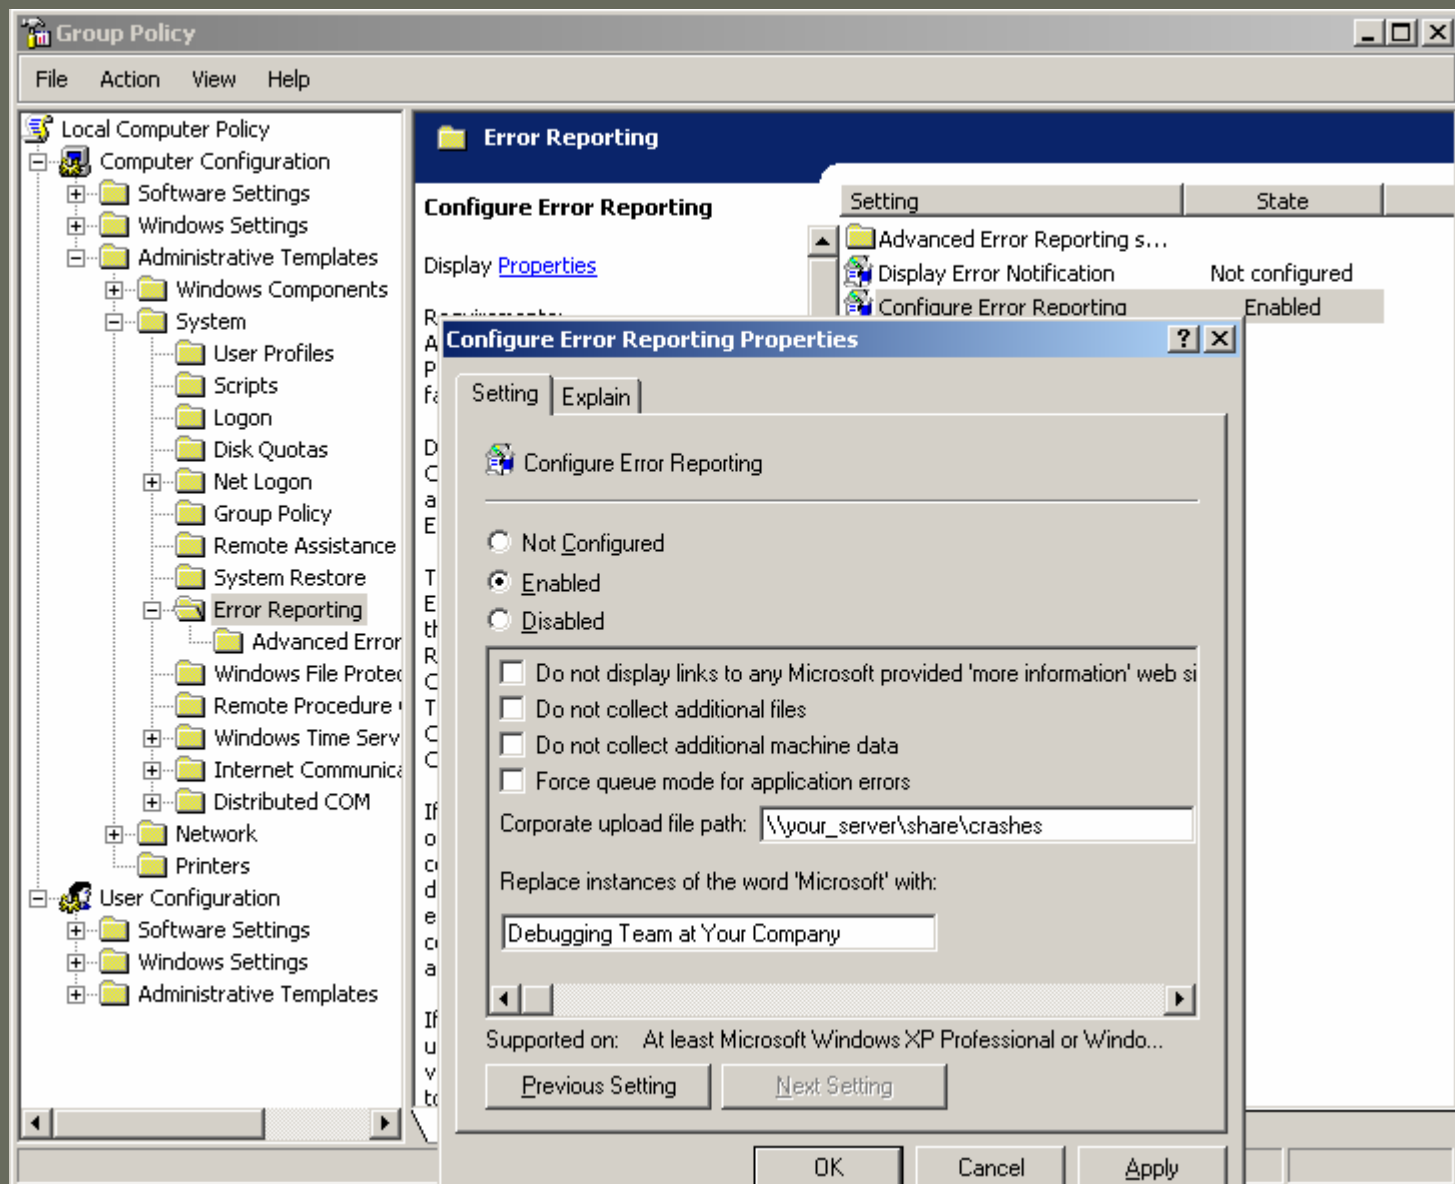 Group Policy
File Action View Help
Local Computer Policy
Computer Configuration
Software Settings
Windows Settings
Administrative Templates
Windows Components
System
User Profiles
Scripts
Logon
Disk Quotas
Net Logon
Group Policy
Remote Assistance
System Restore
Error Reporting
Advanced Error
Windows File Protec
Remote Procedure
Windows Time Serv
Internet Communica
Distributed COM
Network
Printers
User Configuration
Software Settings
Windows Settings
Administrative Templates
Error Reporting
Configure Error Reporting
Display Properties
Requirements:
Setting State
Advanced Error Reporting s...
Display Error Notification Not configured
Configure Error Reporting Enabled
Configure Error Reporting Properties
Setting Explain
Configure Error Reporting
Not Configured
Enabled
Disabled
Do not display links to any Microsoft provided 'more information' web si
Do not collect additional files
Do not collect additional machine data
Force queue mode for application errors
Corporate upload file path: \\your_server\share\crashes
Replace instances of the word 'Microsoft' with:
Debugging Team at Your Company
Supported on: At least Microsoft Windows XP Professional or Windo...
Previous Setting Next Setting
OK Cancel Apply